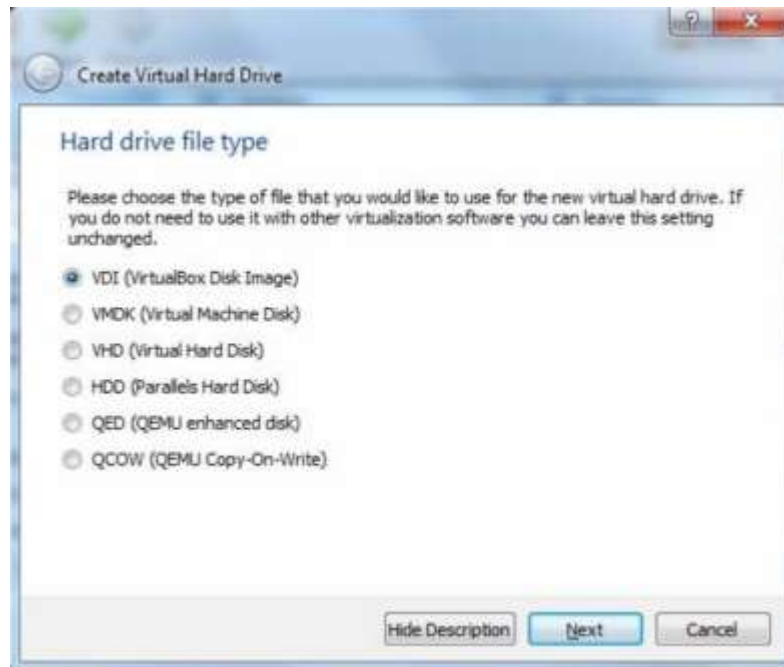 Create Virtual Hard Drive
Hard drive file type
Please choose the type of file that you would like to use for the new virtual hard drive. If
you do not need to use it with other virtualization software you can leave this setting
unchanged.
VDI (VirtualBox Disk Image)
VMDK (Virtual Machine Disk)
VHD (Virtual Hard Disk)
HDD (Parallels Hard Disk)
QED (QEMU enhanced disk)
QCOW (QEMU Copy-On-Write)
Hide Description Next Cancel